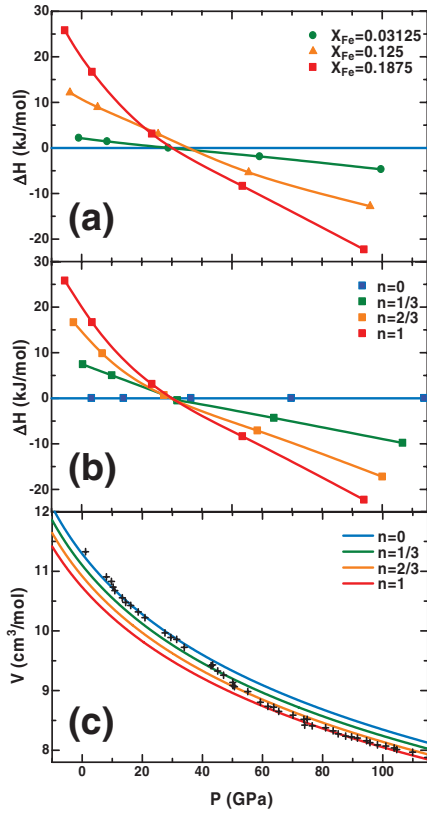 30
20
10
0
-10
-20
ΔH (kJ/mol)
X_Fe=0.03125
X_Fe=0.125
X_Fe=0.1875
(a)
30
20
10
0
-10
-20
ΔH (kJ/mol)
n=0
n=1/3
n=2/3
n=1
(b)
12
11
10
9
8
V (cm³/mol)
n=0
n=1/3
n=2/3
n=1
(c)
0 20 40 60 80 100
P (GPa)